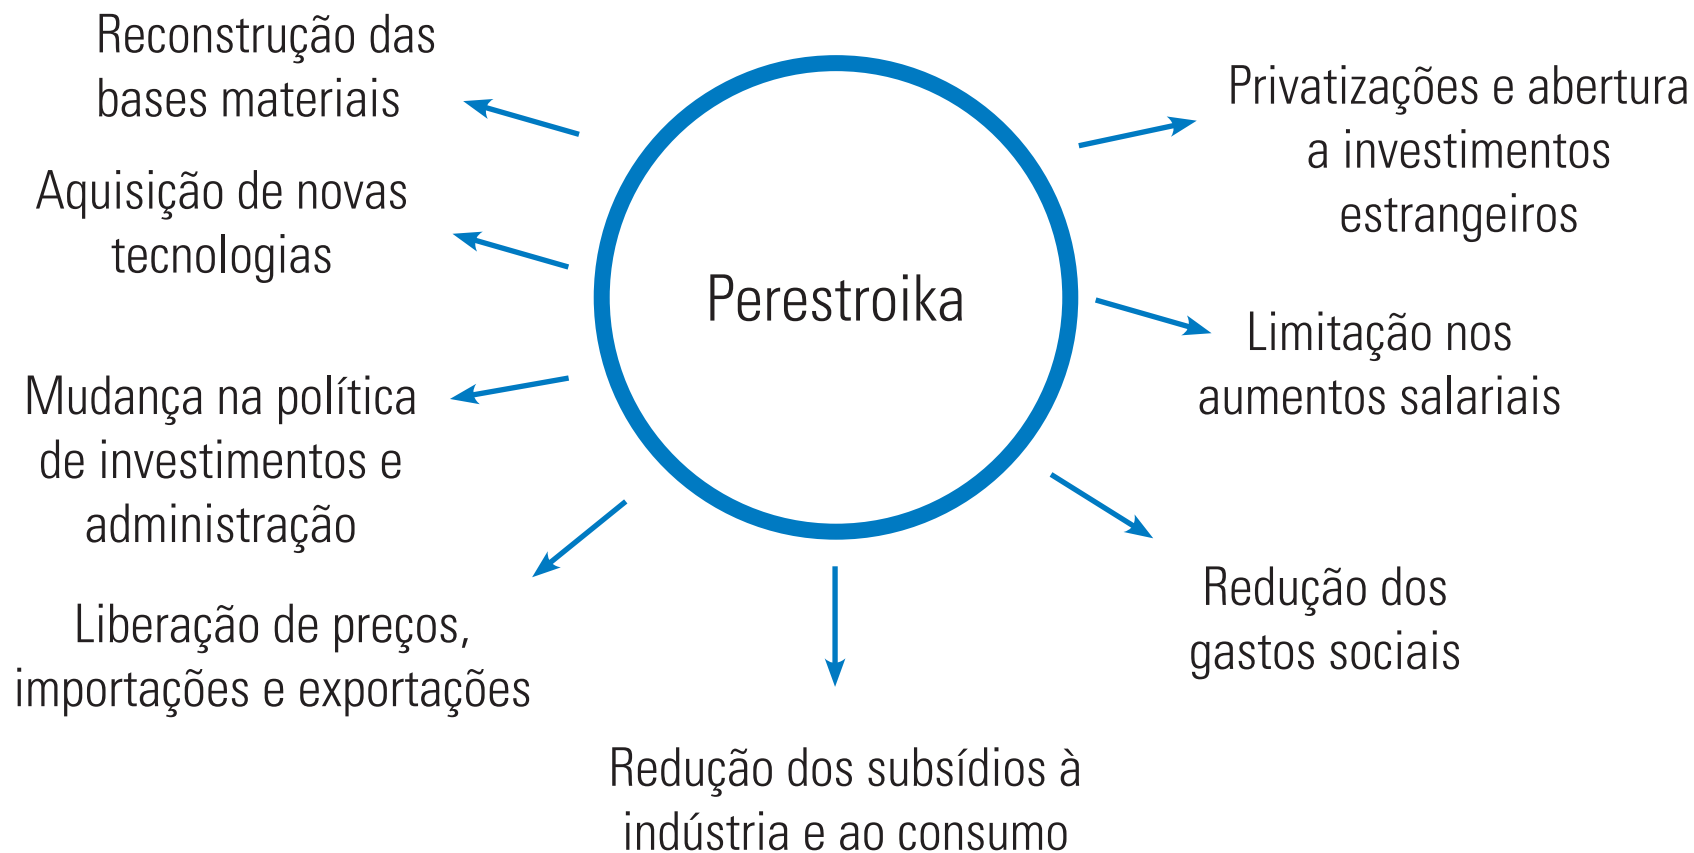 Reconstrução das
bases materiais
Aquisição de novas
tecnologias
Mudança na política
de investimentos e
administração
Liberação de preços,
importações e exportações
Perestroika
Redução dos subsídios à
indústria e ao consumo
Privatizações e abertura
a investimentos
estrangeiros
Limitação nos
aumentos salariais
Redução dos
gastos sociais